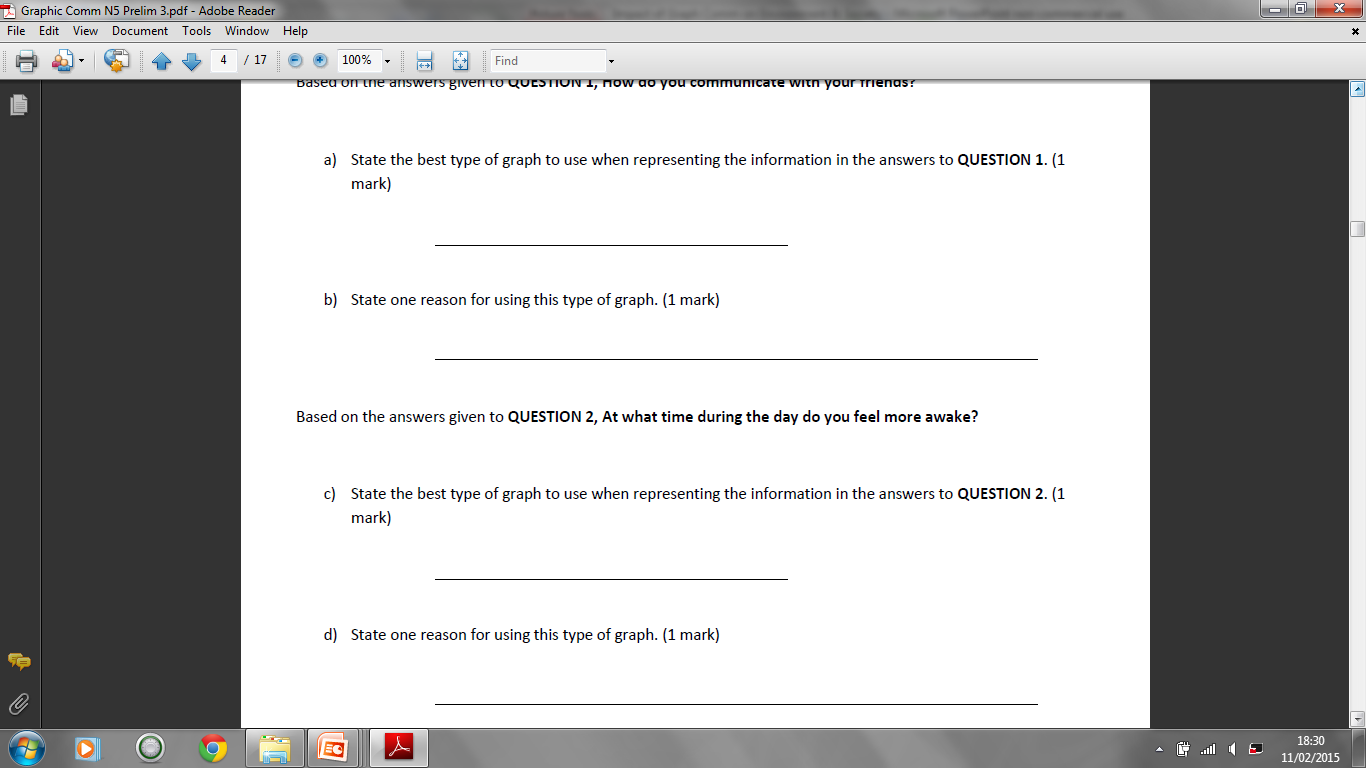 Graphic Comm N5 Prelim 3.pdf - Adobe Reader
File Edit View Document Tools Window Help
4 / 17 100% Find
Based on the answers given to QUESTION 1, How do you communicate with your friends?
a) State the best type of graph to use when representing the information in the answers to QUESTION 1. (1
mark)
b) State one reason for using this type of graph. (1 mark)
Based on the answers given to QUESTION 2, At what time during the day do you feel more awake?
c) State the best type of graph to use when representing the information in the answers to QUESTION 2. (1
mark)
d) State one reason for using this type of graph. (1 mark)
18:30
11/02/2015